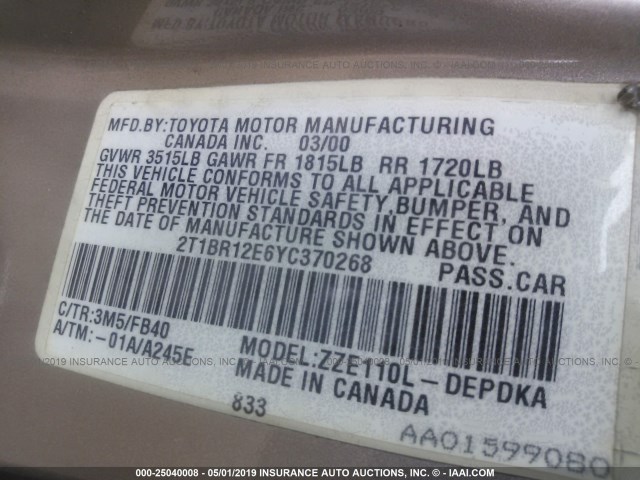 MFD.BY:TOYOTA MOTOR MANUFACTURING
CANADA INC. 03/00
GVWR 3515LB GAWR FR 1815LB RR 1720LB
THIS VEHICLE CONFORMS TO ALL APPLICABLE
FEDERAL MOTOR VEHICLE SAFETY,BUMPER, AND
THEFT PREVENTION STANDARDS IN EFFECT ON
THE DATE OF MANUFACTURE SHOWN ABOVE.
2T1BR12E6YC370268 PASS.CAR
C/TR:3M5/FB40
A/TM:-01A/A245E MODEL:ZZE110L-DEPDKA
MADE IN CANADA
833
AA01599080
000-25040008 - 05/01/2019 INSURANCE AUTO AUCTIONS, INC. - IAAI.COM